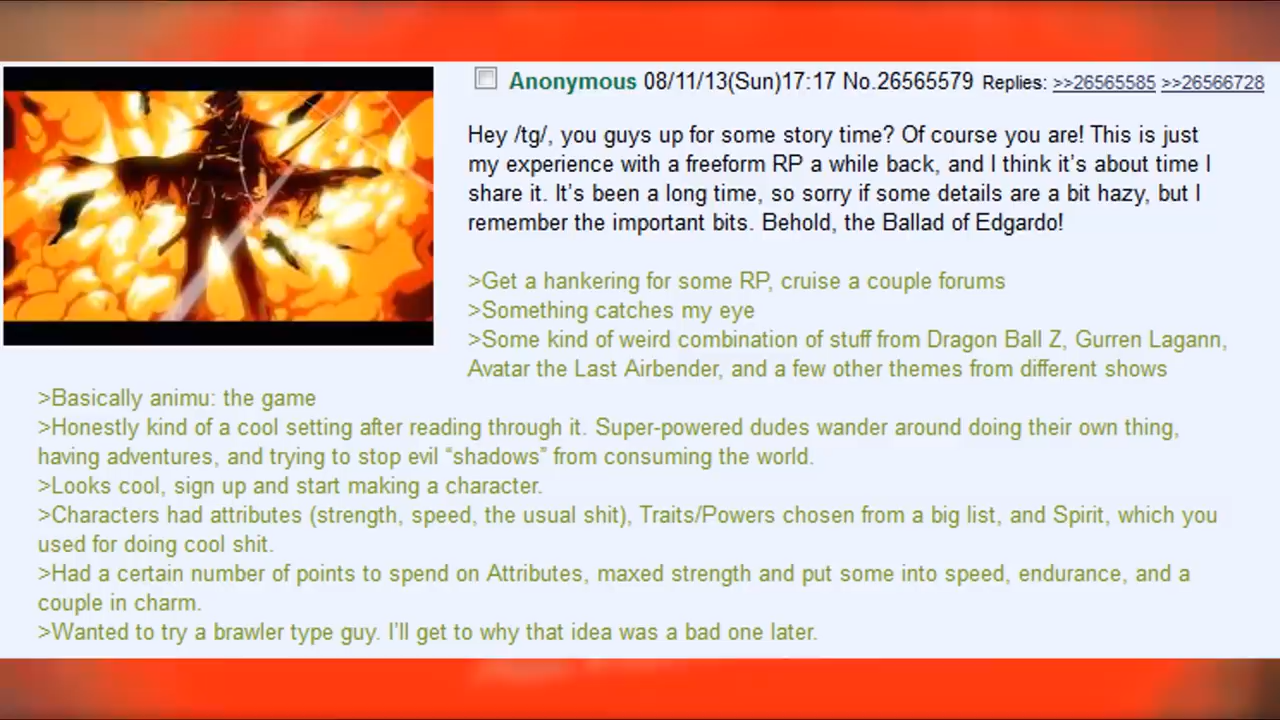 Anonymous 08/11/13(Sun)17:17 No.26565579 Replies: >>26565585 >>26566728
Hey /tg/, you guys up for some story time? Of course you are! This is just
my experience with a freeform RP a while back, and I think it’s about time I
share it. It’s been a long time, so sorry if some details are a bit hazy, but I
remember the important bits. Behold, the Ballad of Edgardo!
>Get a hankering for some RP, cruise a couple forums
>Something catches my eye
>Some kind of weird combination of stuff from Dragon Ball Z, Gurren Lagann,
Avatar the Last Airbender, and a few other themes from different shows
>Basically animu: the game
>Honestly kind of a cool setting after reading through it. Super-powered dudes wander around doing their own thing,
having adventures, and trying to stop evil “shadows” from consuming the world.
>Looks cool, sign up and start making a character.
>Characters had attributes (strength, speed, the usual shit), Traits/Powers chosen from a big list, and Spirit, which you
used for doing cool shit.
>Had a certain number of points to spend on Attributes, maxed strength and put some into speed, endurance, and a
couple in charm.
>Wanted to try a brawler type guy. I’ll get to why that idea was a bad one later.